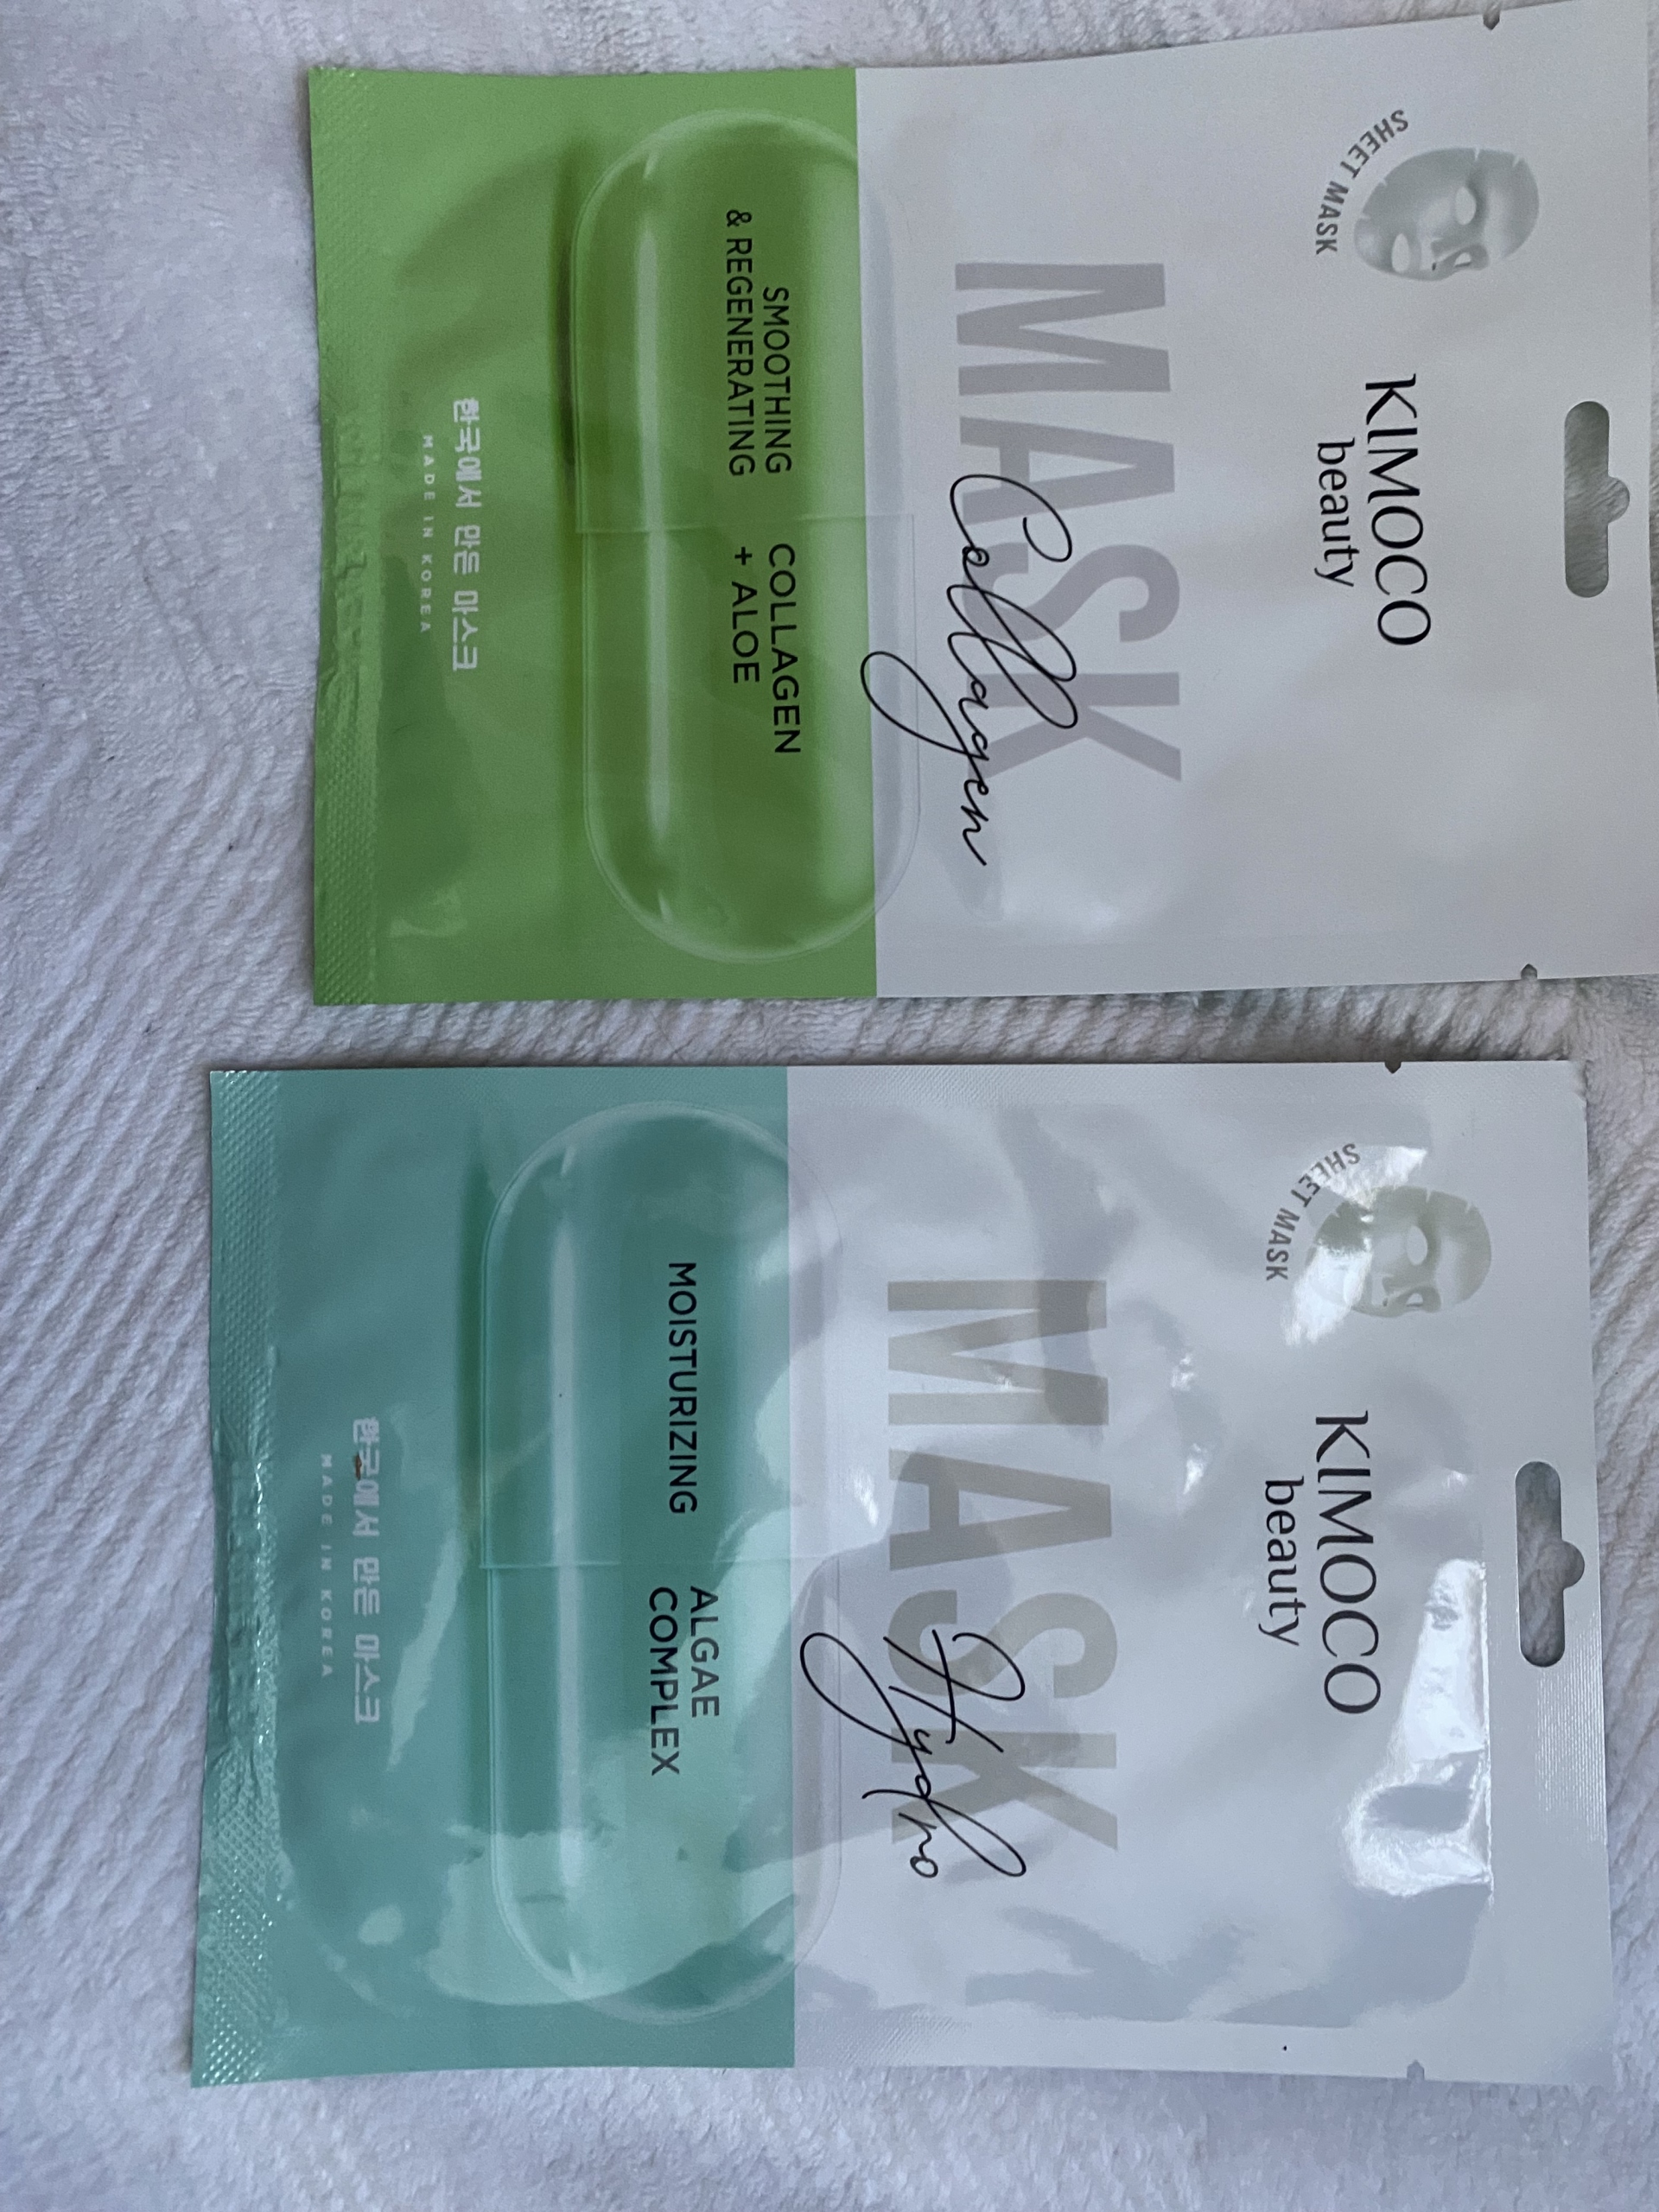 SHEET MASK
KIMOCO
beauty
MASK
Collagen
SMOOTHING
& REGENERATING
COLLAGEN
+ ALOE
한국에서 만든 마스크
MADE IN KOREA
SHEET MASK
KIMOCO
beauty
MASK
Hydro
MOISTURIZING
ALGAE
COMPLEX
한국에서 만든 마스크
MADE IN KOREA